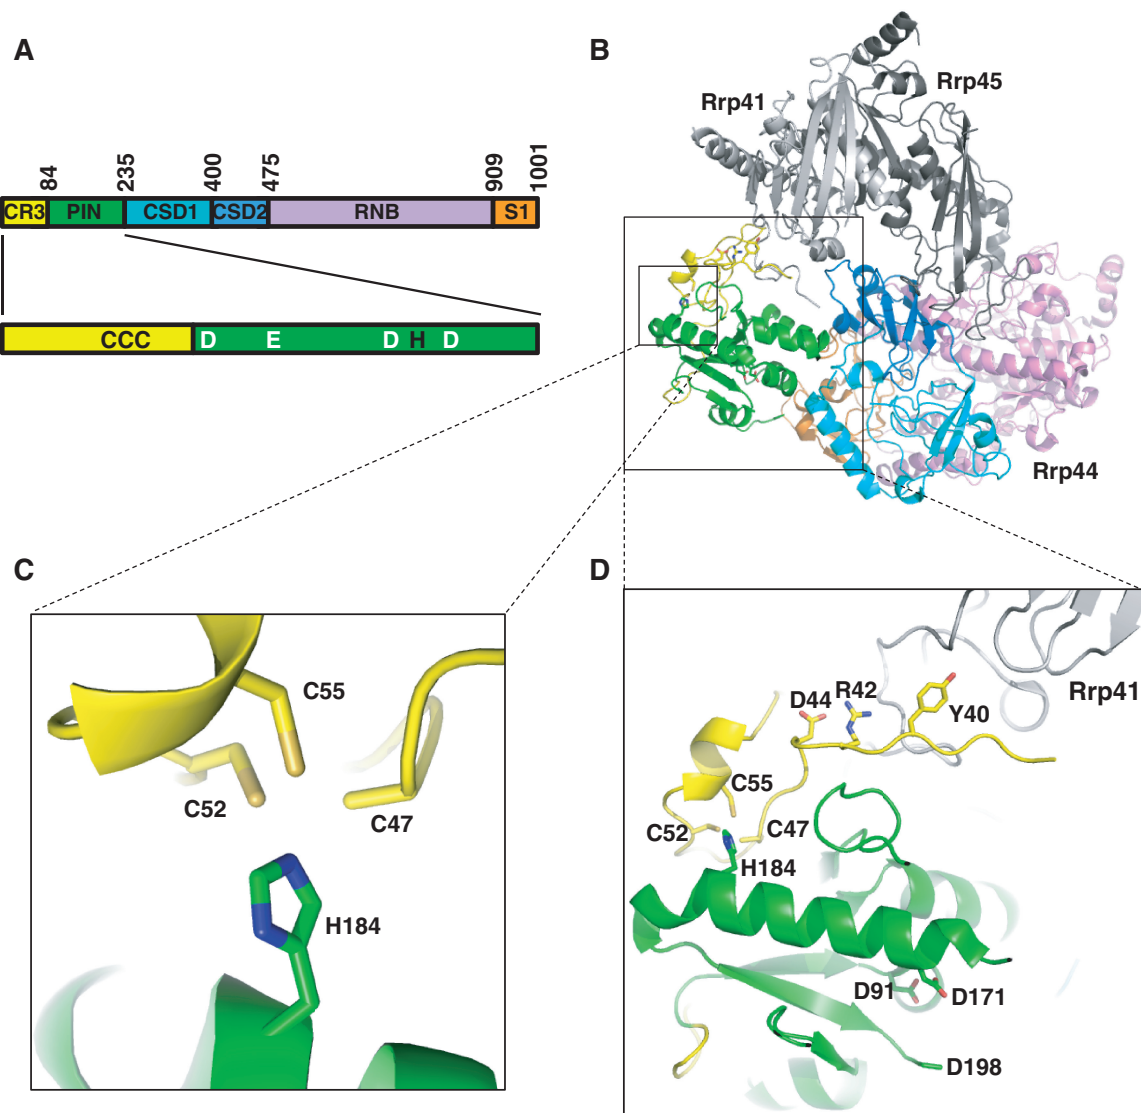 A
84
235
400
475
909
1001
CR3 PIN CSD1 CSD2 RNB S1
CCC D E D H D
B
Rrp41
Rrp45
Rrp44
C
C55
C52
C47
H184
D
Rrp41
D44 R42
Y40
C55
C52 C47
H184
D91 D171
D198